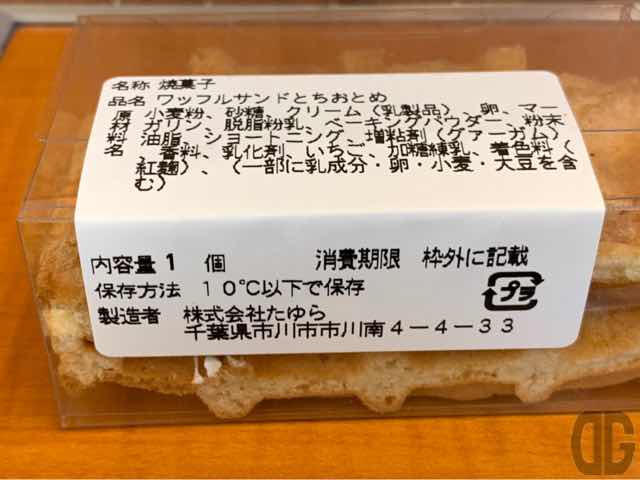 名称 焼菓子
品名 ワッフルサンドとちおとめ
原材料名 小麦粉、砂糖、クリーム(乳製品)、卵、マー
ガリン、脱脂粉乳、ベーキングパウダー、粉末
油脂、ショートニング、増粘剤(グァーガム)
、香料、乳化剤、いちご、加糖練乳、着色料(
紅麹)、(一部に乳成分・卵・小麦・大豆を含
む)
内容量 1 個 消費期限 枠外に記載
保存方法 10℃以下で保存
プラ
製造者 株式会社たゆら
千葉県市川市市川南4-4-33
DG